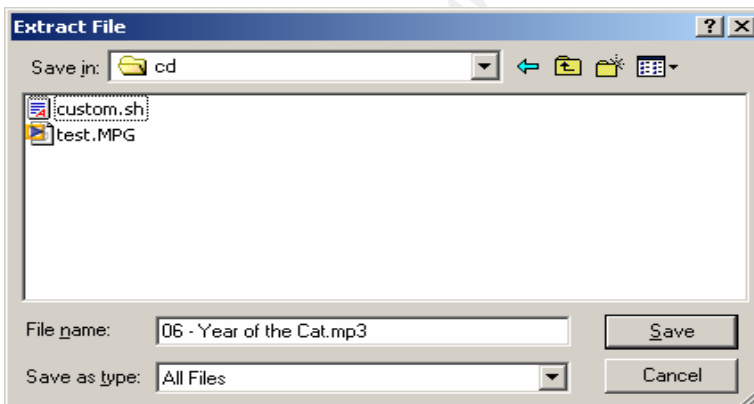 Extract File
Save in: cd
custom.sh
test.MPG
File name: 06 - Year of the Cat.mp3 Save
Save as type: All Files Cancel